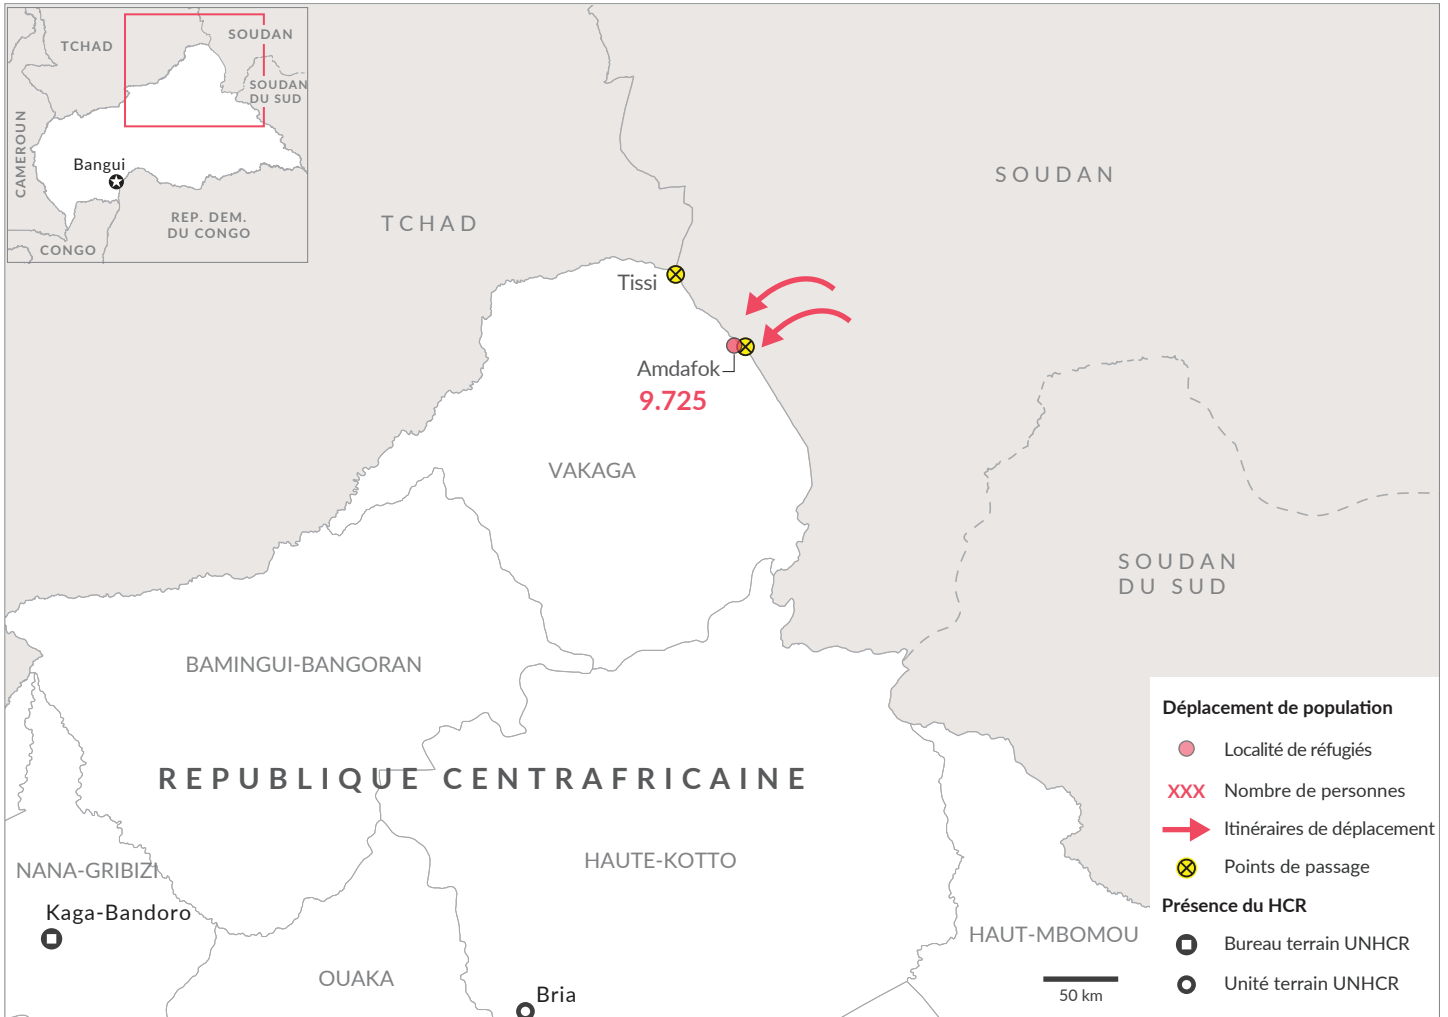 TCHAD
SOUDAN
SOUDAN
DU SUD
CAMEROUN
Bangui
REP. DEM.
DU CONGO
CONGO
SOUDAN
TCHAD
Tissi
Amdafok
9.725
VAKAGA
SOUDAN
DU SUD
BAMINGUI-BANGORAN
REPUBLIQUE CENTRAFRICAINE
HAUTE-KOTTO
NANA-GRIBIZI
Kaga-Bandoro
HAUT-MBOMOU
OUAKA
Bria
50 km
Déplacement de population
Localité de réfugiés
XXX Nombre de personnes
Itinéraires de déplacement
Points de passage
Présence du HCR
Bureau terrain UNHCR
Unité terrain UNHCR